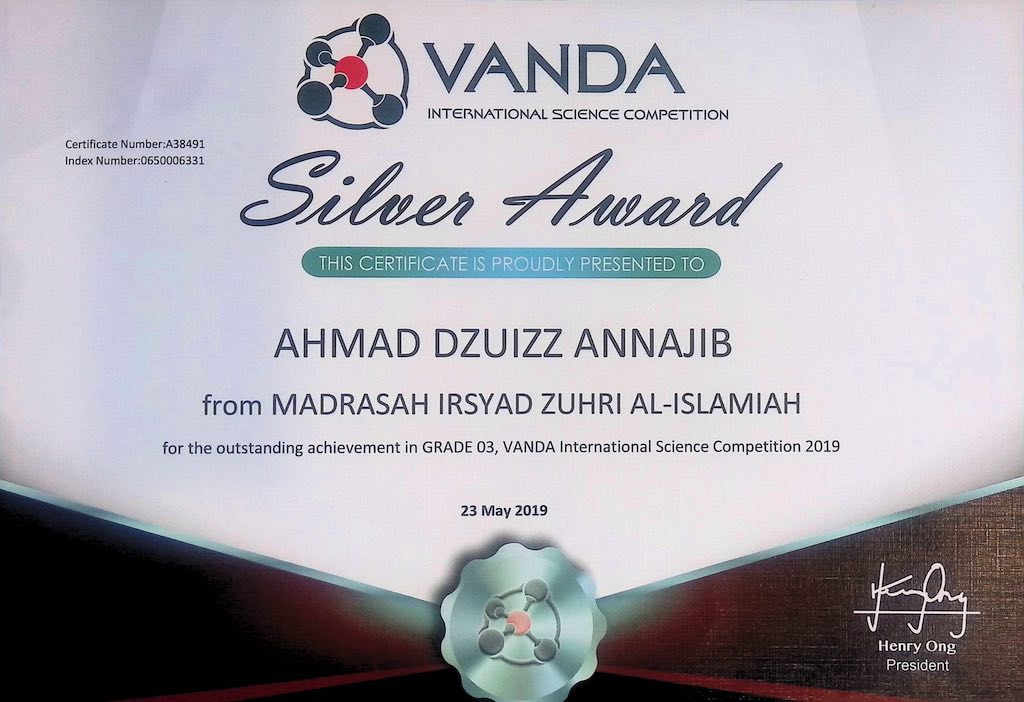 VANDA
INTERNATIONAL SCIENCE COMPETITION
Certificate Number:A38491
Index Number:0650006331
Silver Award
THIS CERTIFICATE IS PROUDLY PRESENTED TO
AHMAD DZUIZZ ANNAJIB
from MADRASAH IRSYAD ZUHRI AL-ISLAMIAH
for the outstanding achievement in GRADE 03, VANDA International Science Competition 2019
23 May 2019
Henry Ong
Henry Ong
President